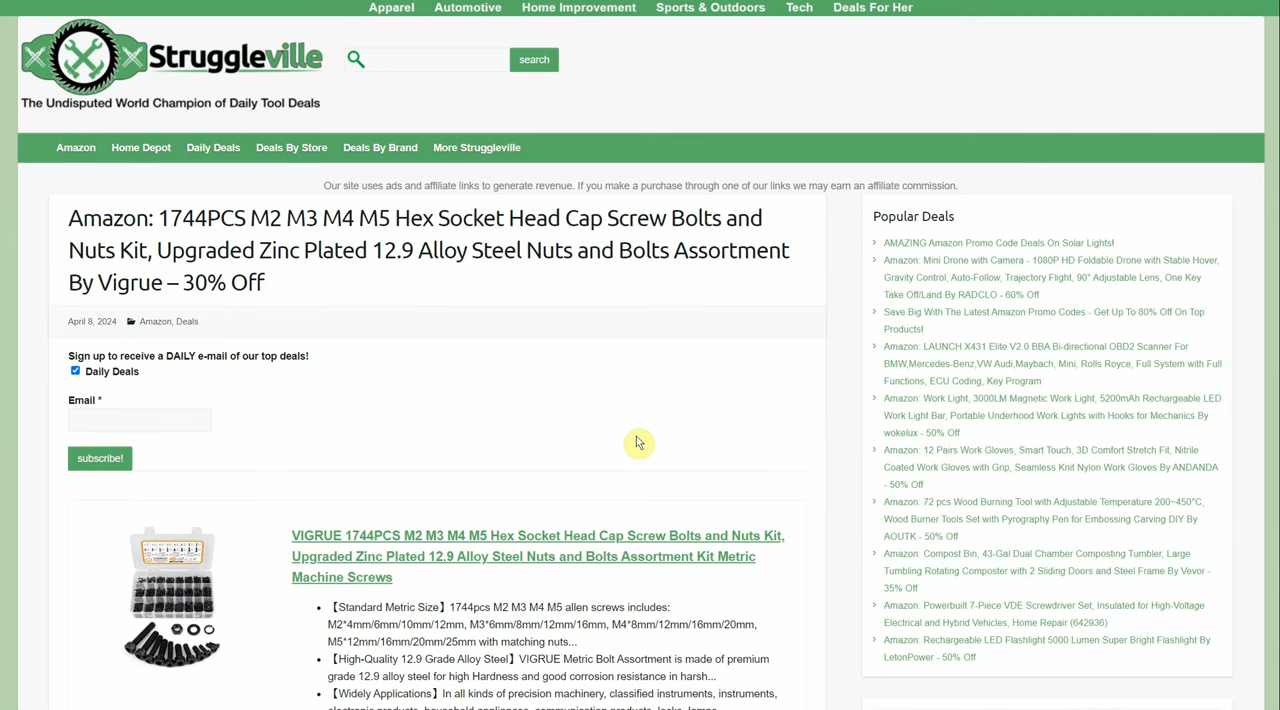 Apparel Automotive Home Improvement Sports & Outdoors Tech Deals For Her
Struggleville
The Undisputed World Champion of Daily Tool Deals
search
Amazon Home Depot Daily Deals Deals By Store Deals By Brand More Struggleville
Our site uses ads and affiliate links to generate revenue. If you make a purchase through one of our links we may earn an affiliate commission.
Amazon: 1744PCS M2 M3 M4 M5 Hex Socket Head Cap Screw Bolts and
Nuts Kit, Upgraded Zinc Plated 12.9 Alloy Steel Nuts and Bolts Assortment
By Vigrue – 30% Off
April 8, 2024 Amazon, Deals
Sign up to receive a DAILY e-mail of our top deals!
Daily Deals
Email *
subscribe!
VIGRUE 1744PCS M2 M3 M4 M5 Hex Socket Head Cap Screw Bolts and Nuts Kit,
Upgraded Zinc Plated 12.9 Alloy Steel Nuts and Bolts Assortment Kit Metric
Machine Screws
【Standard Metric Size】1744pcs M2 M3 M4 M5 allen screws includes:
M2*4mm/6mm/10mm/12mm, M3*6mm/8mm/12mm/16mm, M4*8mm/12mm/16mm/20mm,
M5*12mm/16mm/20mm/25mm with matching nuts...
【High-Quality 12.9 Grade Alloy Steel】VIGRUE Metric Bolt Assortment is made of premium
grade 12.9 alloy steel for high Hardness and good corrosion resistance in harsh...
【Widely Applications】In all kinds of precision machinery, classified instruments, instruments,
electronic products, household appliances, communication products, locks, lamps,
Popular Deals
AMAZING Amazon Promo Code Deals On Solar Lights!
Amazon: Mini Drone with Camera - 1080P HD Foldable Drone with Stable Hover,
Gravity Control, Auto-Follow, Trajectory Flight, 90° Adjustable Lens, One Key
Take Off/Land By RADCLO - 60% Off
Save Big With The Latest Amazon Promo Codes - Get Up To 80% Off On Top
Products!
Amazon: LAUNCH X431 Elite V2.0 BBA Bi-directional OBD2 Scanner For
BMW,Mercedes-Benz,VW Audi,Maybach, Mini, Rolls Royce, Full System with Full
Functions, ECU Coding, Key Program
Amazon: Work Light, 3000LM Magnetic Work Light, 5200mAh Rechargeable LED
Work Light Bar, Portable Underhood Work Lights with Hooks for Mechanics By
wokelux - 50% Off
Amazon: 12 Pairs Work Gloves, Smart Touch, 3D Comfort Stretch Fit, Nitrile
Coated Work Gloves with Grip, Seamless Knit Nylon Work Gloves By ANDANDA
- 50% Off
Amazon: 72 pcs Wood Burning Tool with Adjustable Temperature 200~450°C,
Wood Burner Tools Set with Pyrography Pen for Embossing Carving DIY By
AOUTK - 50% Off
Amazon: Compost Bin, 43-Gal Dual Chamber Composting Tumbler, Large
Tumbling Rotating Composter with 2 Sliding Doors and Steel Frame By Vevor -
35% Off
Amazon: Powerbuilt 7-Piece VDE Screwdriver Set, Insulated for High-Voltage
Electrical and Hybrid Vehicles, Home Repair (642936)
Amazon: Rechargeable LED Flashlight 5000 Lumen Super Bright Flashlight By
LetonPower - 50% Off